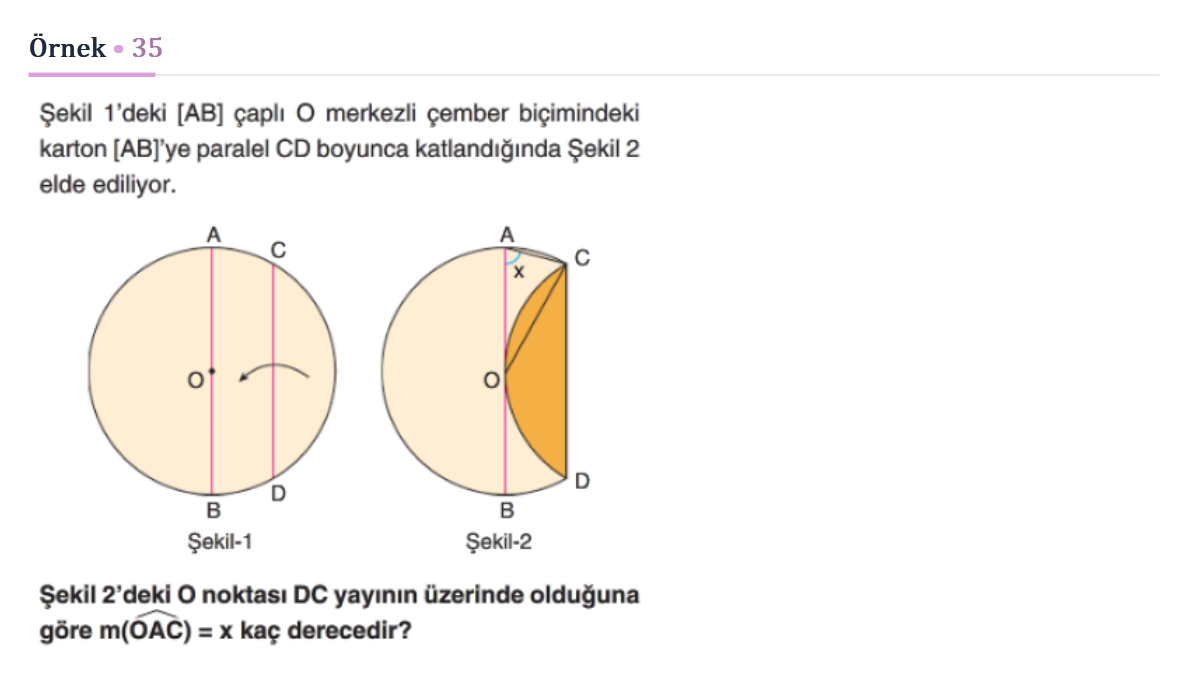 Örnek • 35
Şekil 1'deki [AB] çaplı O merkezli çember biçimindeki
karton [AB]'ye paralel CD boyunca katlandığında Şekil 2
elde ediliyor.
A
C
O
B
D
Şekil-1
A
C
x
O
D
B
Şekil-2
Şekil 2'deki O noktası DC yayının üzerinde olduğuna
göre m(OAC) = x kaç derecedir?